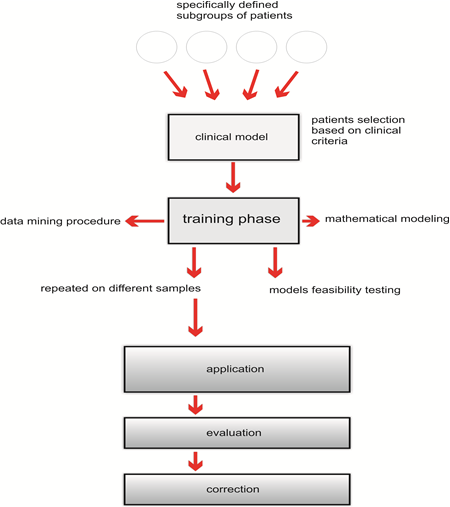 specifically defined
subgroups of patients
clinical model
patients selection
based on clinical
criteria
training phase
data mining procedure
mathematical modeling
repeated on different samples
models feasibility testing
application
evaluation
correction